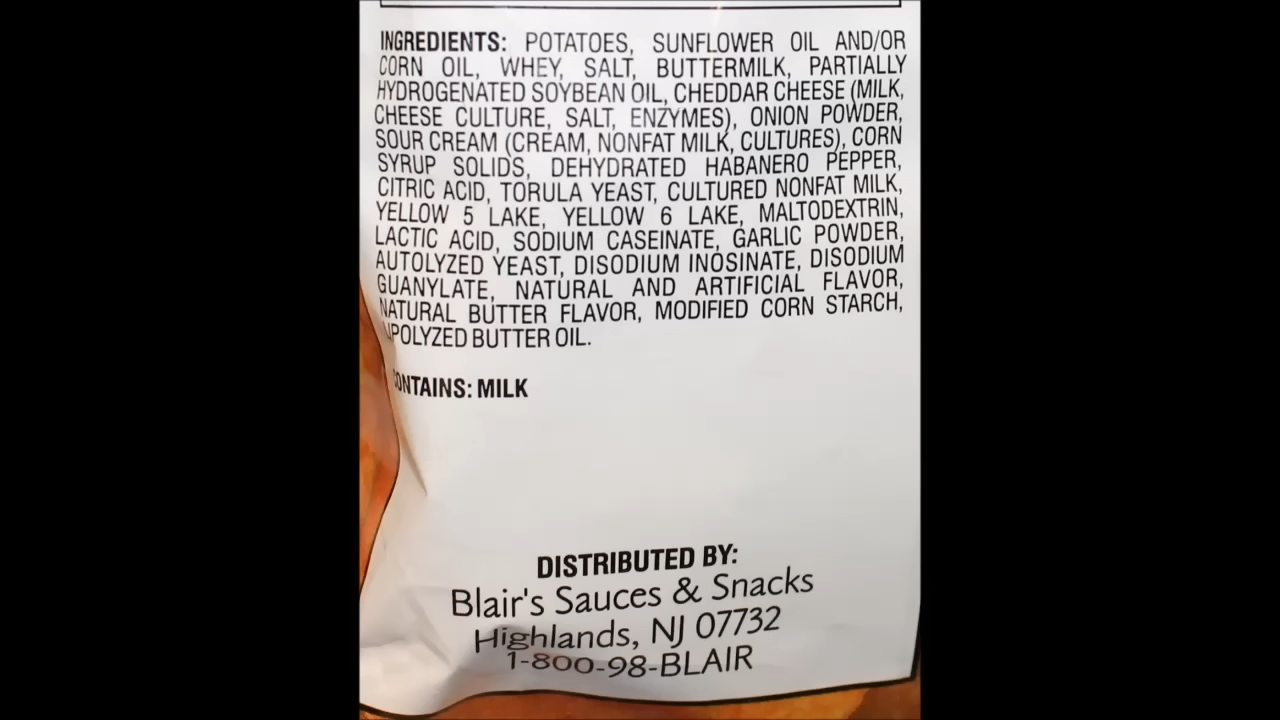 INGREDIENTS: POTATOES, SUNFLOWER OIL AND/OR
CORN OIL, WHEY, SALT, BUTTERMILK, PARTIALLY
HYDROGENATED SOYBEAN OIL, CHEDDAR CHEESE (MILK,
CHEESE CULTURE, SALT, ENZYMES), ONION POWDER,
SOUR CREAM (CREAM, NONFAT MILK, CULTURES), CORN
SYRUP SOLIDS, DEHYDRATED HABANERO PEPPER,
CITRIC ACID, TORULA YEAST, CULTURED NONFAT MILK,
YELLOW 5 LAKE, YELLOW 6 LAKE, MALTODEXTRIN,
LACTIC ACID, SODIUM CASEINATE, GARLIC POWDER,
AUTOLYZED YEAST, DISODIUM INOSINATE, DISODIUM
GUANYLATE, NATURAL AND ARTIFICIAL FLAVOR,
NATURAL BUTTER FLAVOR, MODIFIED CORN STARCH,
LIPOLYZED BUTTER OIL.
CONTAINS: MILK
DISTRIBUTED BY:
Blair's Sauces & Snacks
Highlands, NJ 07732
1-800-98-BLAIR